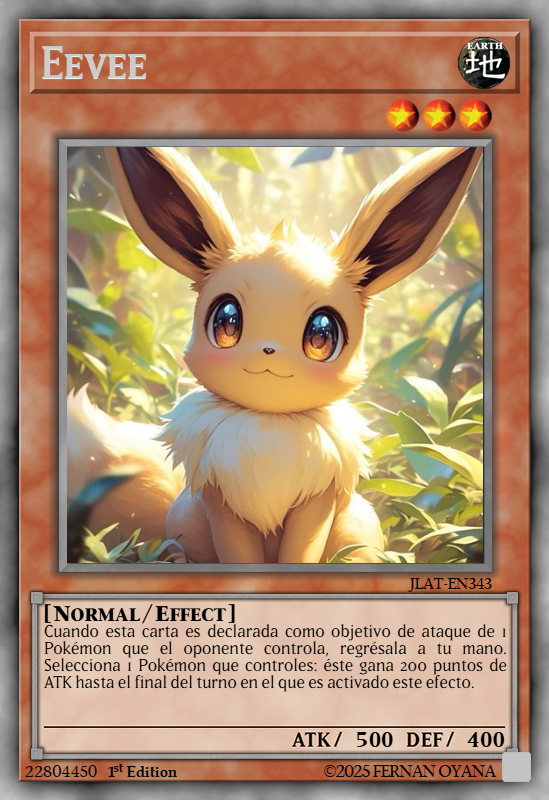 Eevee
EARTH
地
JLAT-EN343
[Normal/Effect]
Cuando esta carta es declarada como objetivo de ataque de 1
Pokémon que el oponente controla, regrésala a tu mano.
Selecciona 1 Pokémon que controles: éste gana 200 puntos de
ATK hasta el final del turno en el que es activado este efecto.
ATK/ 500 DEF/ 400
22804450 1st Edition ©2025 FERNAN OYANA